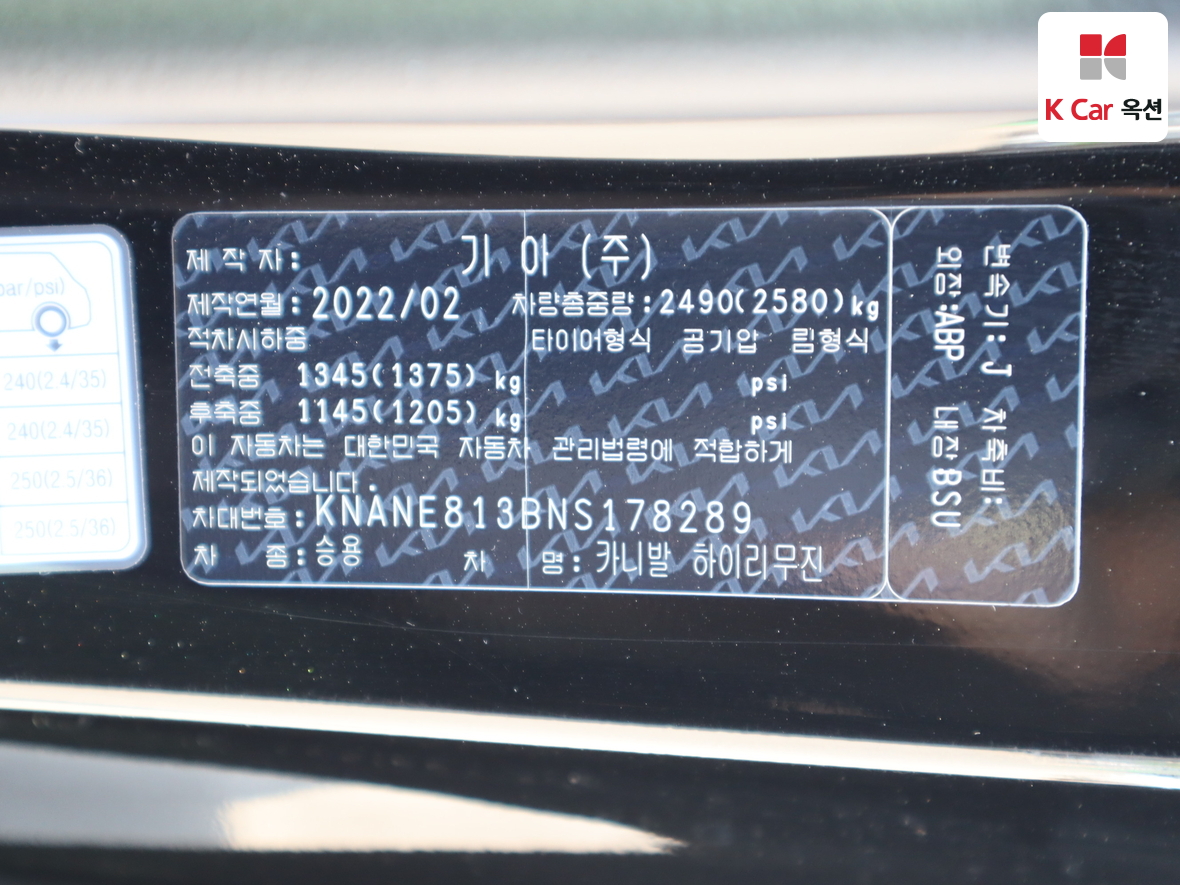 K Car 옥션
bar/psi)
240(2.4/35)
240(2.4/35)
250(2.5/36)
250(2.5/36)
제 작 자 : 기 아 (주)
제작연월 : 2022/02 차량총중량 : 2490(2580)kg
적차시하중 타이어형식 공기압 림형식
전축중 1345(1375) kg psi
후축중 1145(1205) kg psi
이 자동차는 대한민국 자동차 관리법령에 적합하게
제작되었습니다.
차대번호 : KNANE813BNS178289
차 종 : 승용 차 명 : 카니발 하이리무진
변속기 : J 차축비 :
외장 : ABP 내장 BSU